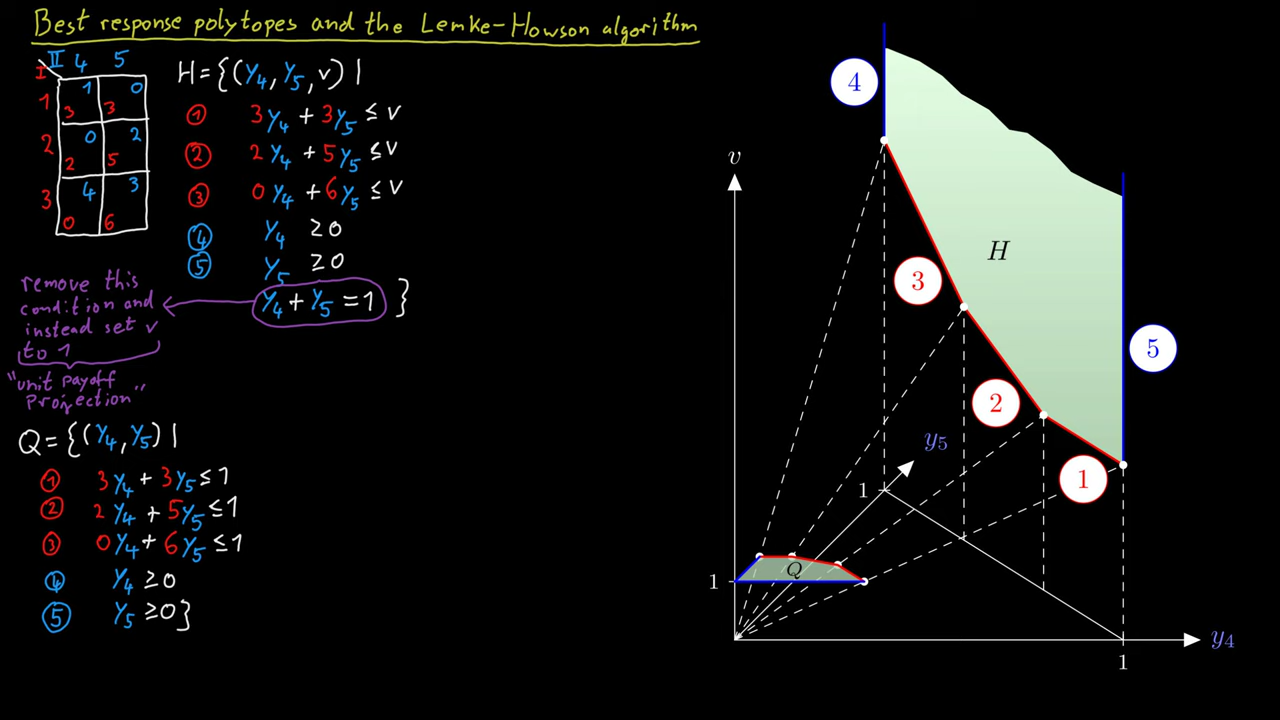 Best response polytopes and the Lemke-Howson algorithm
II 4 5
I
1 1 0
3 3
2 0 2
2 5
3 4 3
0 6
H={(y₄, y₅, v) |
① 3y₄ + 3y₅ ≤ v
② 2y₄ + 5y₅ ≤ v
③ 0y₄ + 6y₅ ≤ v
④ y₄ ≥ 0
⑤ y₅ ≥ 0
y₄ + y₅ = 1 }
remove this
condition and
instead set v
to 1
"unit payoff
projection"
Q={(y₄, y₅) |
① 3y₄ + 3y₅ ≤ 1
② 2y₄ + 5y₅ ≤ 1
③ 0y₄ + 6y₅ ≤ 1
④ y₄ ≥ 0
⑤ y₅ ≥ 0}
4
v
H
3
5
2
y₅
1
1
Q
1
y₄
1